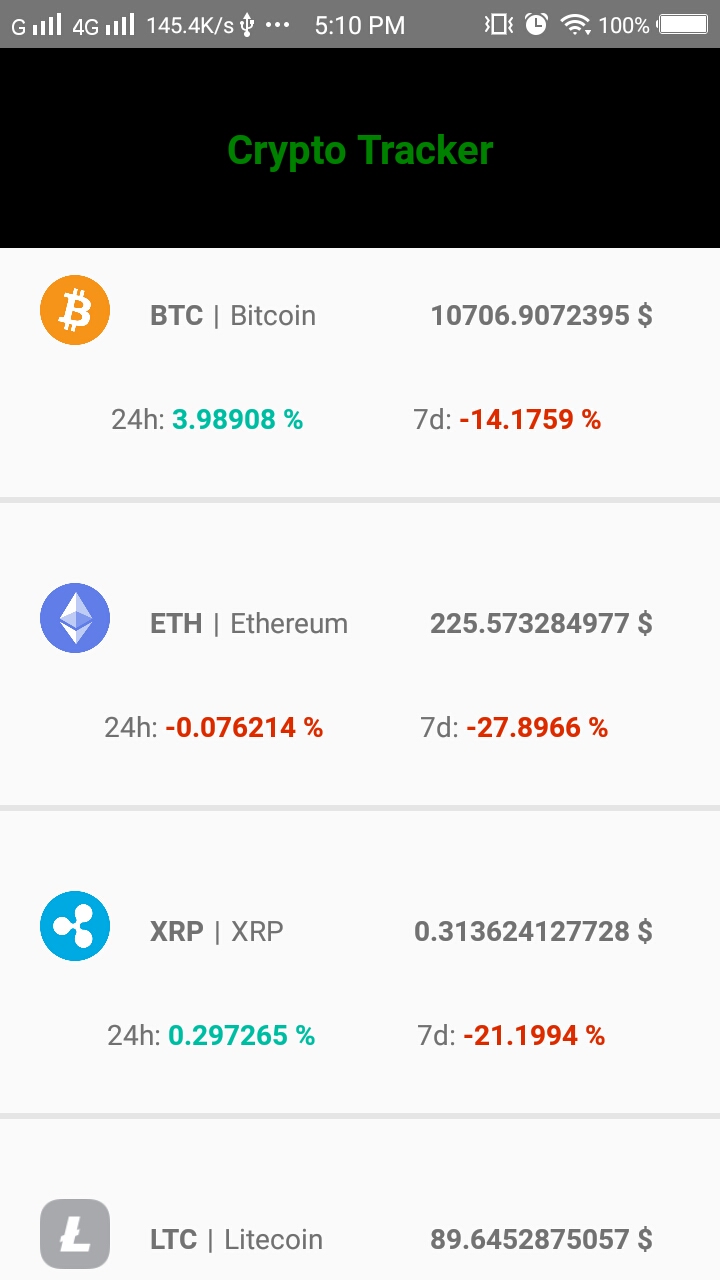 G 4G 145.4K/s ••• 5:10 PM 100%
Crypto Tracker
BTC | Bitcoin 10706.9072395 $
24h: 3.98908 % 7d: -14.1759 %
ETH | Ethereum 225.573284977 $
24h: -0.076214 % 7d: -27.8966 %
XRP | XRP 0.313624127728 $
24h: 0.297265 % 7d: -21.1994 %
LTC | Litecoin 89.6452875057 $